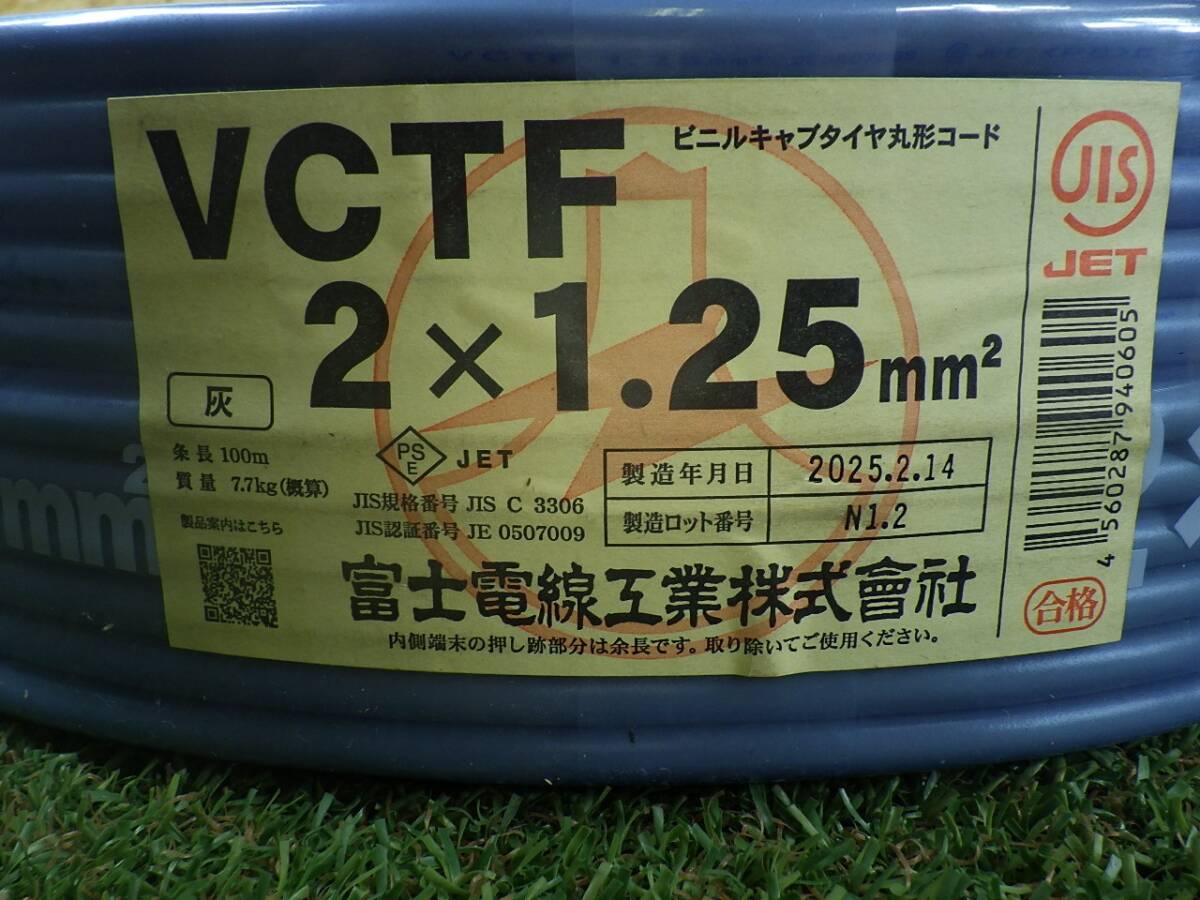 VCTF
ビニルキャブタイヤ丸形コード
2×1.25mm²
灰
条長 100m
質量 7.7kg(概算)
PS
E
JET
JIS規格番号 JIS C 3306
JIS認証番号 JE 0507009
製造年月日 2025.2.14
製造ロット番号 N1.2
製品案内はこちら
富士電線工業株式會社
内側端末の押し跡部分は余長です。取り除いてご使用ください。
JIS
JET
4 560287 940605
合格
mm²